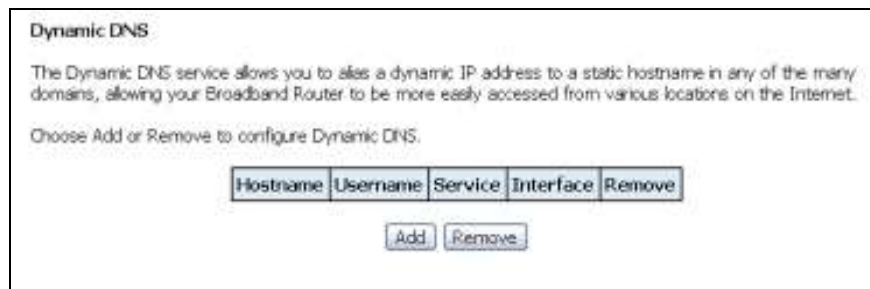 Dynamic DNS
The Dynamic DNS service allows you to alias a dynamic IP address to a static hostname in any of the many
domains, allowing your Broadband Router to be more easily accessed from various locations on the Internet.
Choose Add or Remove to configure Dynamic DNS.
Hostname Username Service Interface Remove
Add Remove